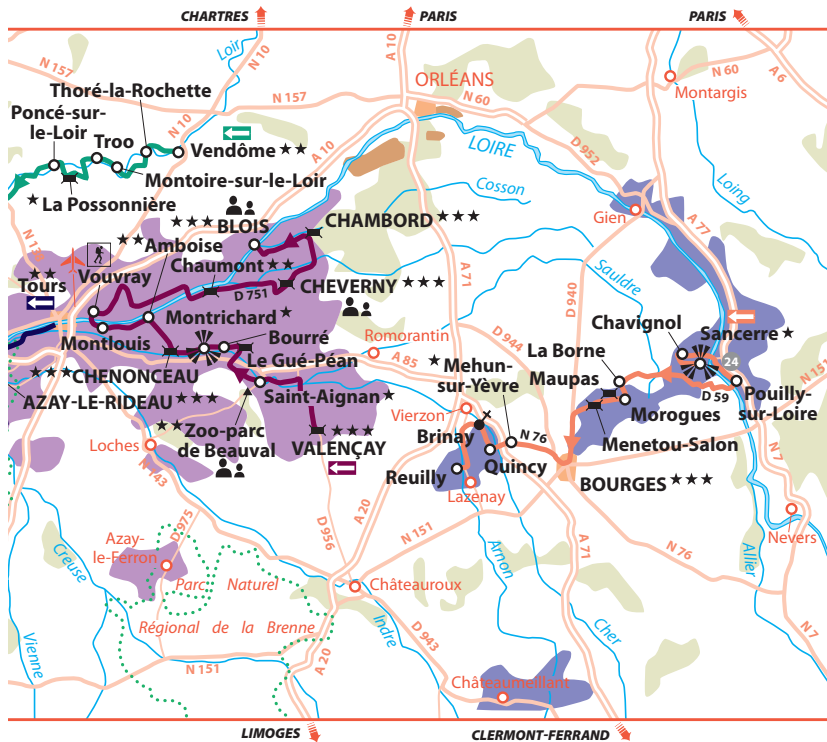 CHARTRES
PARIS
PARIS
N 157
Loir
N 10
A 10
ORLÉANS
N 60
Montargis
A 6
Thoré-la-Rochette
Poncé-sur-
le-Loir
Troo
N 10
N 157
N 60
D 952
Vendôme ★★
A 10
LOIRE
Montoire-sur-le-Loir
Loing
★
La Possonnière
Cosson
★★★
BLOIS
CHAMBORD ★★★
Gien
A 77
★★
Amboise
Vouvray
★★
Tours
Chaumont ★★
D 751
CHEVERNY ★★★
A 71
Sauldre
D 940
Montrichard ★
Bourré
Montlouis
Romorantin
D 944
Chavignol
Sancerre ★
Le Gué-Péan
A 85
★
Mehun-
sur-Yèvre
La Borne
Maupas
24
N 151
★★★
CHENONCEAU
AZAY-LE-RIDEAU ★★★
Saint-Aignan ★
D 59
Pouilly-
sur-Loire
Vierzon
Morogues
★★
Zoo-parc
de Beauval
VALENÇAY
★★★
Brinay
N 76
Menetou-Salon
Loches
Reuilly
Quincy
BOURGES ★★★
N 143
Lazenay
N 7
A 20
D 956
N 151
Nevers
D 975
Azay-
le-Ferron
A 71
N 76
Allier
Creuse
Parc Naturel
Régional de la Brenne
Châteauroux
Arnon
Indre
D 943
Cher
N 7
Vienne
A 20
N 151
Châteaumeillant
LIMOGES
CLERMONT-FERRAND